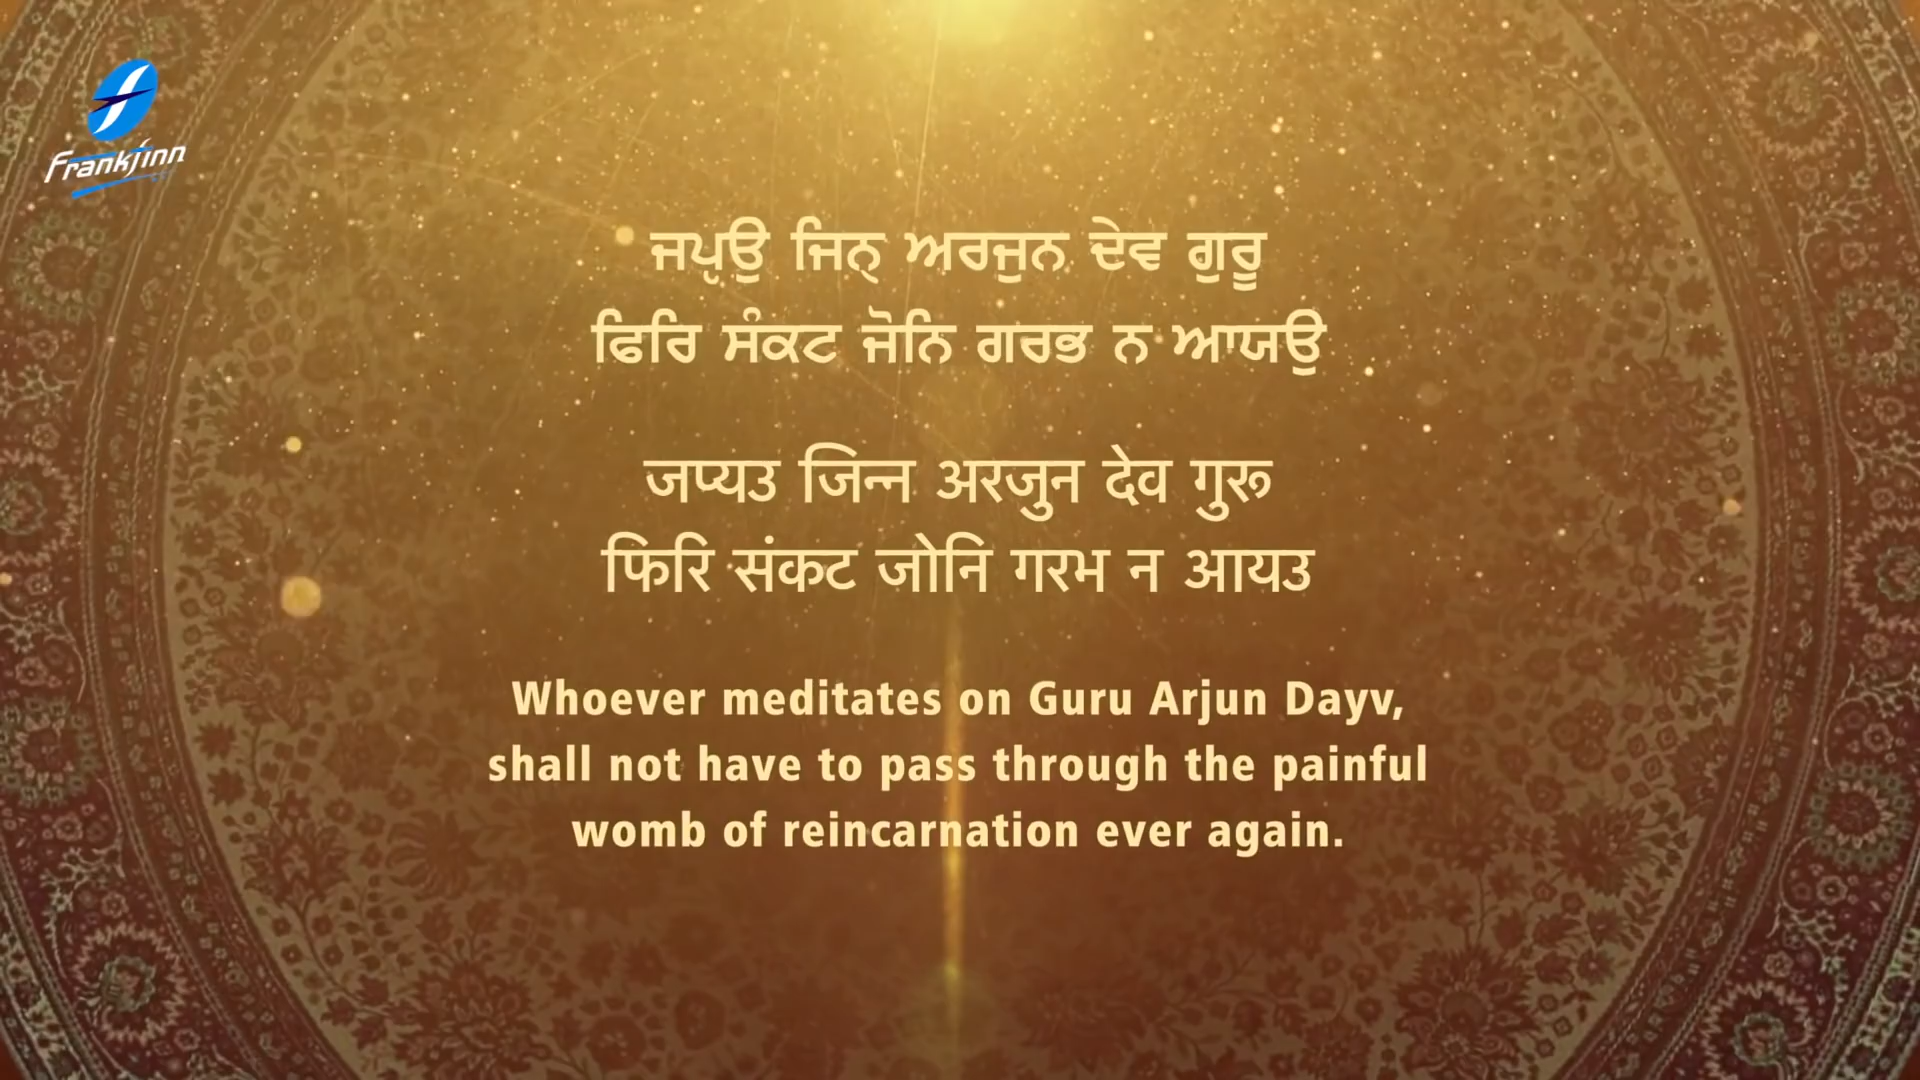 Frankfinn
ਜਪੵਉ ਜਿਨੑ ਅਰਜੁਨ ਦੇਵ ਗੁਰੂ
ਫਿਰਿ ਸੰਕਟ ਜੋਨਿ ਗਰਭ ਨ ਆਯਉ
जप्यउ जिन्न अरजुन देव गुरू
फिरि संकट जोनि गरभ न आयउ
Whoever meditates on Guru Arjun Dayv,
shall not have to pass through the painful
womb of reincarnation ever again.